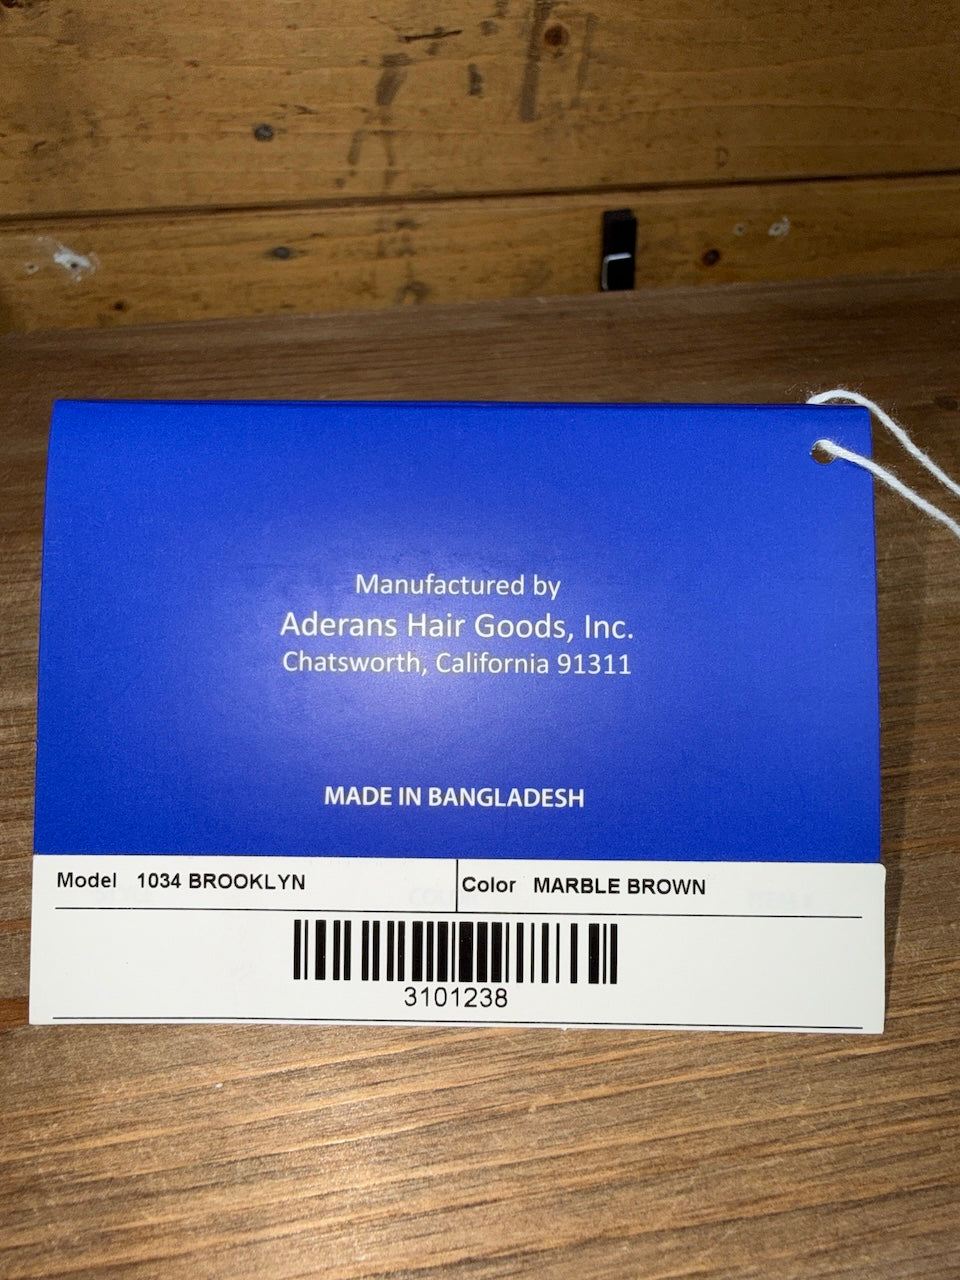 Manufactured by
Aderans Hair Goods, Inc.
Chatsworth, California 91311
MADE IN BANGLADESH
Model 1034 BROOKLYN Color MARBLE BROWN
3101238